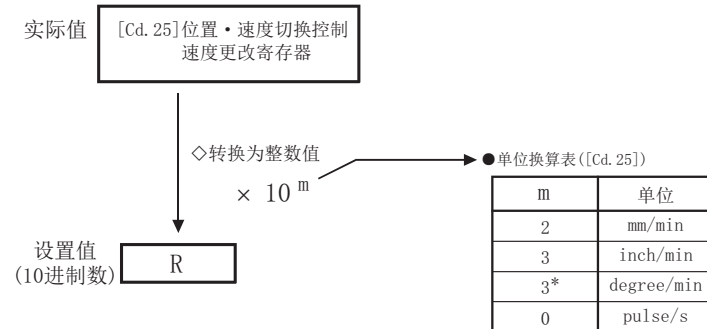 实际值
[Cd.25]位置・速度切换控制
速度更改寄存器
◇转换为整数值
× 10 m
●单位换算表([Cd.25])
m 单位
2 mm/min
3 inch/min
3* degree/min
0 pulse/s
设置值
(10进制数)
R